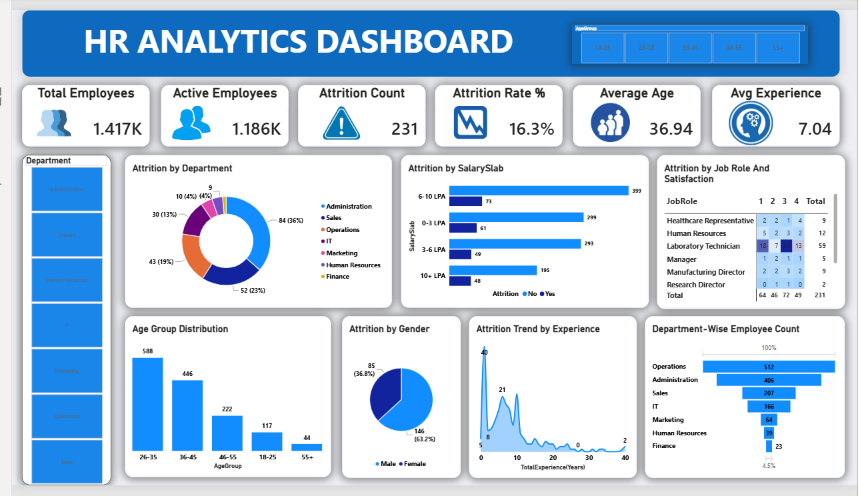 HR ANALYTICS DASHBOARD
AgeGroup
Total Employees
1.417K
Active Employees
1.186K
Attrition Count
231
Attrition Rate %
16.3%
Average Age
36.94
Avg Experience
7.04
Department
Attrition by Department
9
(4%)
10 (4%)
30 (13%)
43 (19%)
52 (23%)
84 (36%)
Administration
Sales
Operations
IT
Marketing
Human Resources
Finance
Attrition by SalarySlab
SalarySlab
6-10 LPA 399
73
0-3 LPA 299
61
3-6 LPA 293
49
10+ LPA 195
48
Attrition No Yes
Attrition by Job Role And
Satisfaction
JobRole 1 2 3 4 Total
Healthcare Representative 2 2 1 4 9
Human Resources 5 2 3 2 12
Laboratory Technician 18 7 13 59
Manager 1 2 1 1 5
Manufacturing Director 2 2 3 2 9
Research Director 0 1 1 0 2
Total 64 46 72 49 231
Age Group Distribution
588
446
222
117
44
26-35 36-45 46-55 18-25 55+
AgeGroup
Attrition by Gender
85
(36.8%)
146
(63.2%)
Male Female
Attrition Trend by Experience
40
21
5
8
0
2
0 10 20 30 40
TotalExperience(Years)
Department-Wise Employee Count
100%
Operations 512
Administration 406
Sales 207
IT 166
Marketing 64
Human Resources 39
Finance 23
4.5%